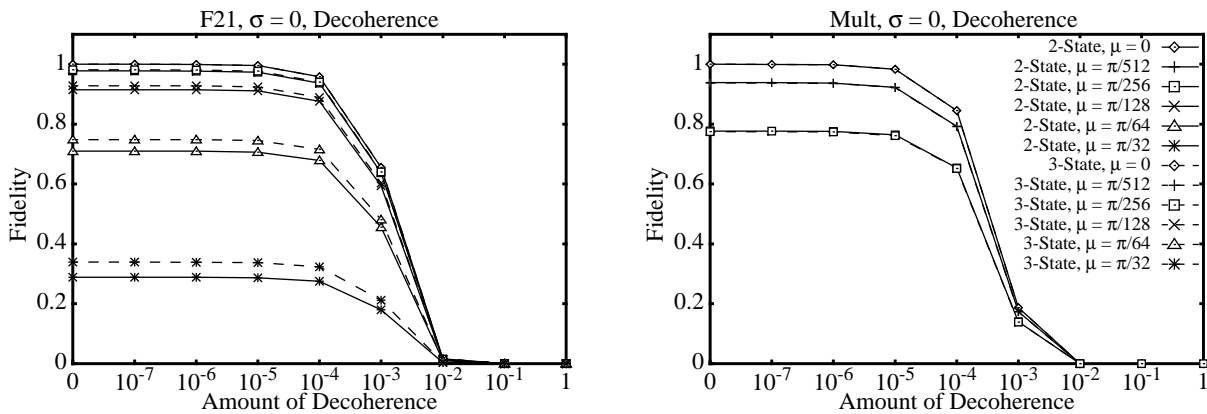 F21, σ = 0, Decoherence
Fidelity
1
0.8
0.6
0.4
0.2
0
0 10⁻⁷ 10⁻⁶ 10⁻⁵ 10⁻⁴ 10⁻³ 10⁻² 10⁻¹ 1
Amount of Decoherence
Mult, σ = 0, Decoherence
Fidelity
1
0.8
0.6
0.4
0.2
0
2-State, μ = 0
2-State, μ = π/512
2-State, μ = π/256
2-State, μ = π/128
2-State, μ = π/64
2-State, μ = π/32
3-State, μ = 0
3-State, μ = π/512
3-State, μ = π/256
3-State, μ = π/128
3-State, μ = π/64
3-State, μ = π/32
0 10⁻⁷ 10⁻⁶ 10⁻⁵ 10⁻⁴ 10⁻³ 10⁻² 10⁻¹ 1
Amount of Decoherence